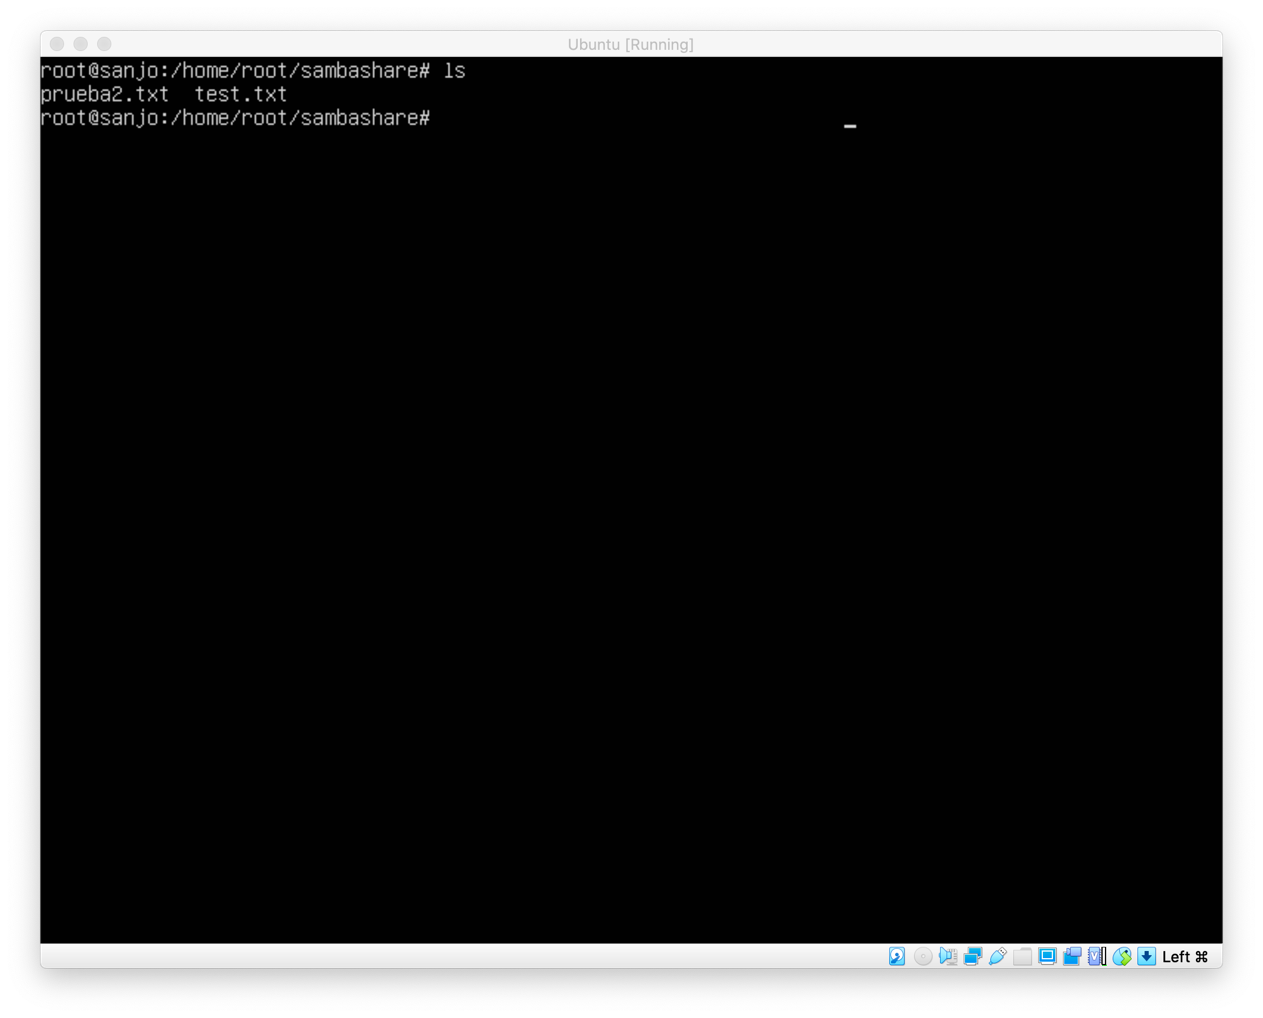 Ubuntu [Running]
root@sanjo:/home/root/sambashare# ls
prueba2.txt  test.txt
root@sanjo:/home/root/sambashare#
Left ⌘